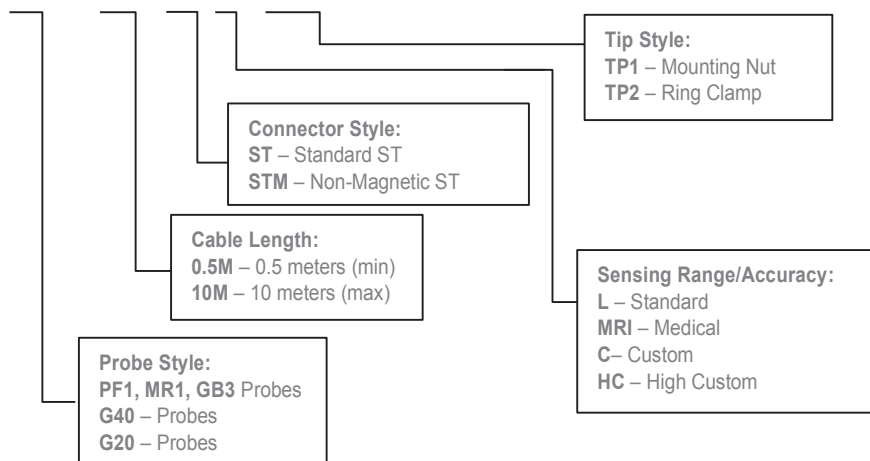 Tip Style:
TP1 – Mounting Nut
TP2 – Ring Clamp
Connector Style:
ST – Standard ST
STM – Non-Magnetic ST
Cable Length:
0.5M – 0.5 meters (min)
10M – 10 meters (max)
Sensing Range/Accuracy:
L – Standard
MRI – Medical
C– Custom
HC – High Custom
Probe Style:
PF1, MR1, GB3 Probes
G40 – Probes
G20 – Probes